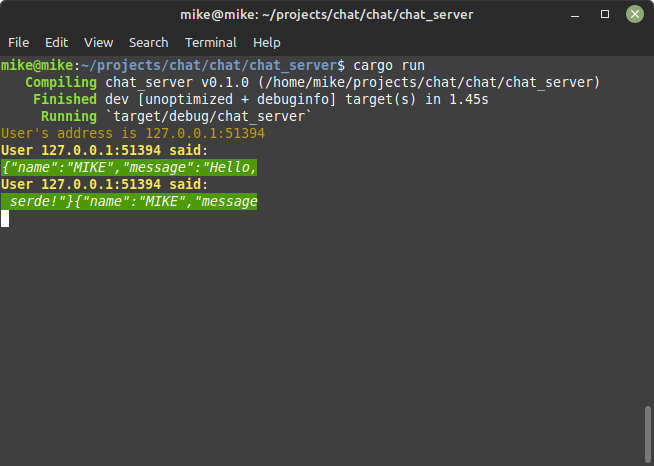 mike@mike: ~/projects/chat/chat/chat_server
File Edit View Search Terminal Help
mike@mike:~/projects/chat/chat/chat_server$ cargo run
   Compiling chat_server v0.1.0 (/home/mike/projects/chat/chat/chat_server)
    Finished dev [unoptimized + debuginfo] target(s) in 1.45s
     Running `target/debug/chat_server`
User's address is 127.0.0.1:51394
User 127.0.0.1:51394 said:
{"name":"MIKE","message":"Hello,
User 127.0.0.1:51394 said:
 serde!"}{"name":"MIKE","message